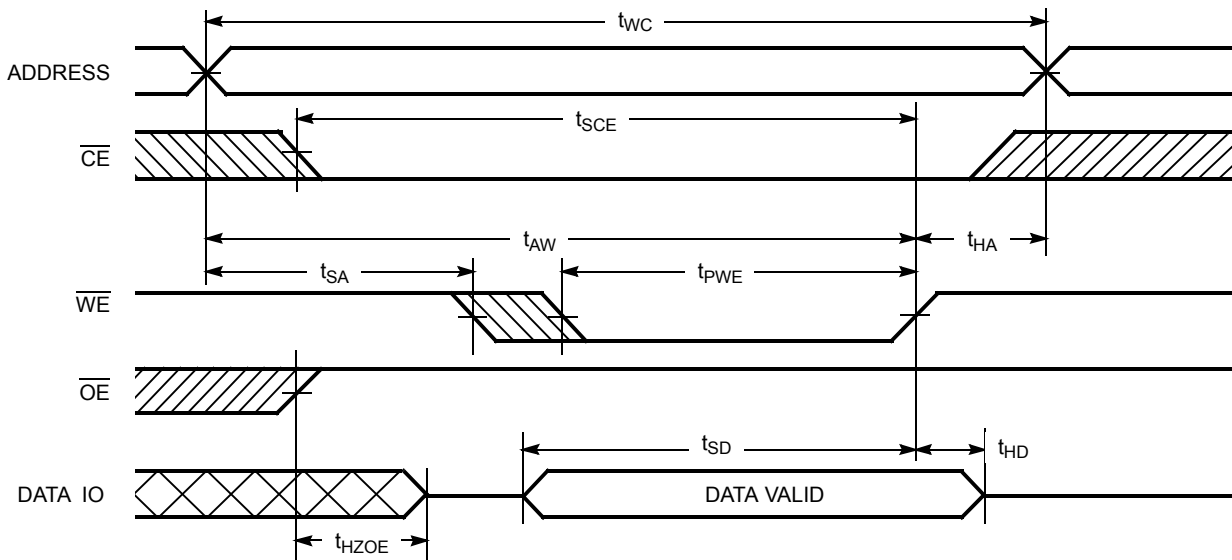 tWC
ADDRESS
tSCE
CE
tAW
tHA
tSA
tPWE
WE
OE
tSD
tHD
DATA IO
DATA VALID
tHZOE